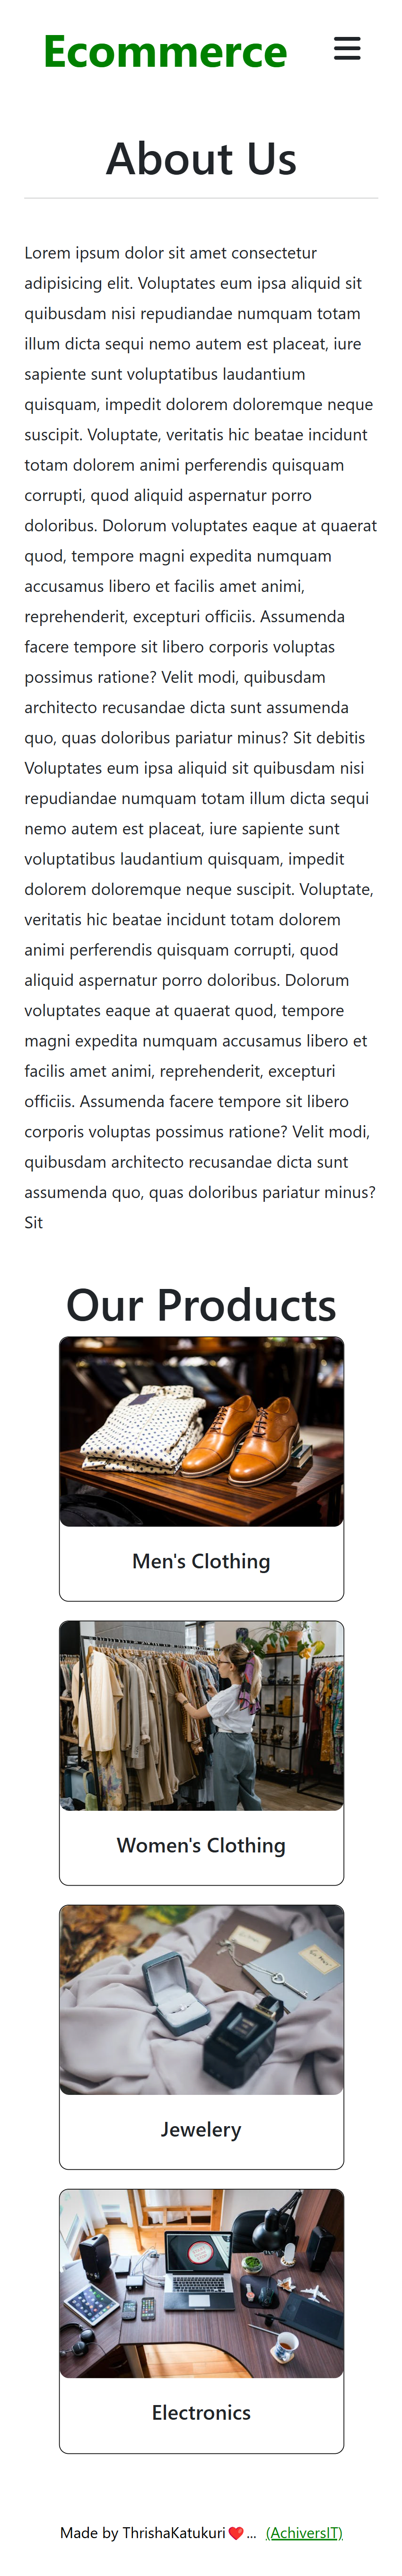 Ecommerce
About Us
Lorem ipsum dolor sit amet consectetur
adipisicing elit. Voluptates eum ipsa aliquid sit
quibusdam nisi repudiandae numquam totam
illum dicta sequi nemo autem est placeat, iure
sapiente sunt voluptatibus laudantium
quisquam, impedit dolorem doloremque neque
suscipit. Voluptate, veritatis hic beatae incidunt
totam dolorem animi perferendis quisquam
corrupti, quod aliquid aspernatur porro
doloribus. Dolorum voluptates eaque at quaerat
quod, tempore magni expedita numquam
accusamus libero et facilis amet animi,
reprehenderit, excepturi officiis. Assumenda
facere tempore sit libero corporis voluptas
possimus ratione? Velit modi, quibusdam
architecto recusandae dicta sunt assumenda
quo, quas doloribus pariatur minus? Sit debitis
Voluptates eum ipsa aliquid sit quibusdam nisi
repudiandae numquam totam illum dicta sequi
nemo autem est placeat, iure sapiente sunt
voluptatibus laudantium quisquam, impedit
dolorem doloremque neque suscipit. Voluptate,
veritatis hic beatae incidunt totam dolorem
animi perferendis quisquam corrupti, quod
aliquid aspernatur porro doloribus. Dolorum
voluptates eaque at quaerat quod, tempore
magni expedita numquam accusamus libero et
facilis amet animi, reprehenderit, excepturi
officiis. Assumenda facere tempore sit libero
corporis voluptas possimus ratione? Velit modi,
quibusdam architecto recusandae dicta sunt
assumenda quo, quas doloribus pariatur minus?
Sit
Our Products
Men's Clothing
Women's Clothing
Jewelery
Electronics
Made by ThrishaKatukuri❤️... (AchiversIT)